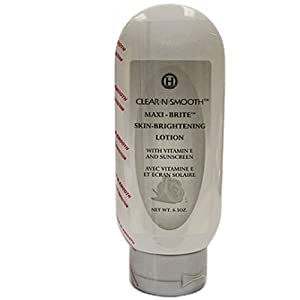 H
CLEAR·N·SMOOTH™
MAXI-BRITE™
SKIN-BRIGHTENING
LOTION
WITH VITAMIN E
AND SUNSCREEN
AVEC VITAMINE E
ET ÉCRAN SOLAIRE
NET WT. 6.5OZ.